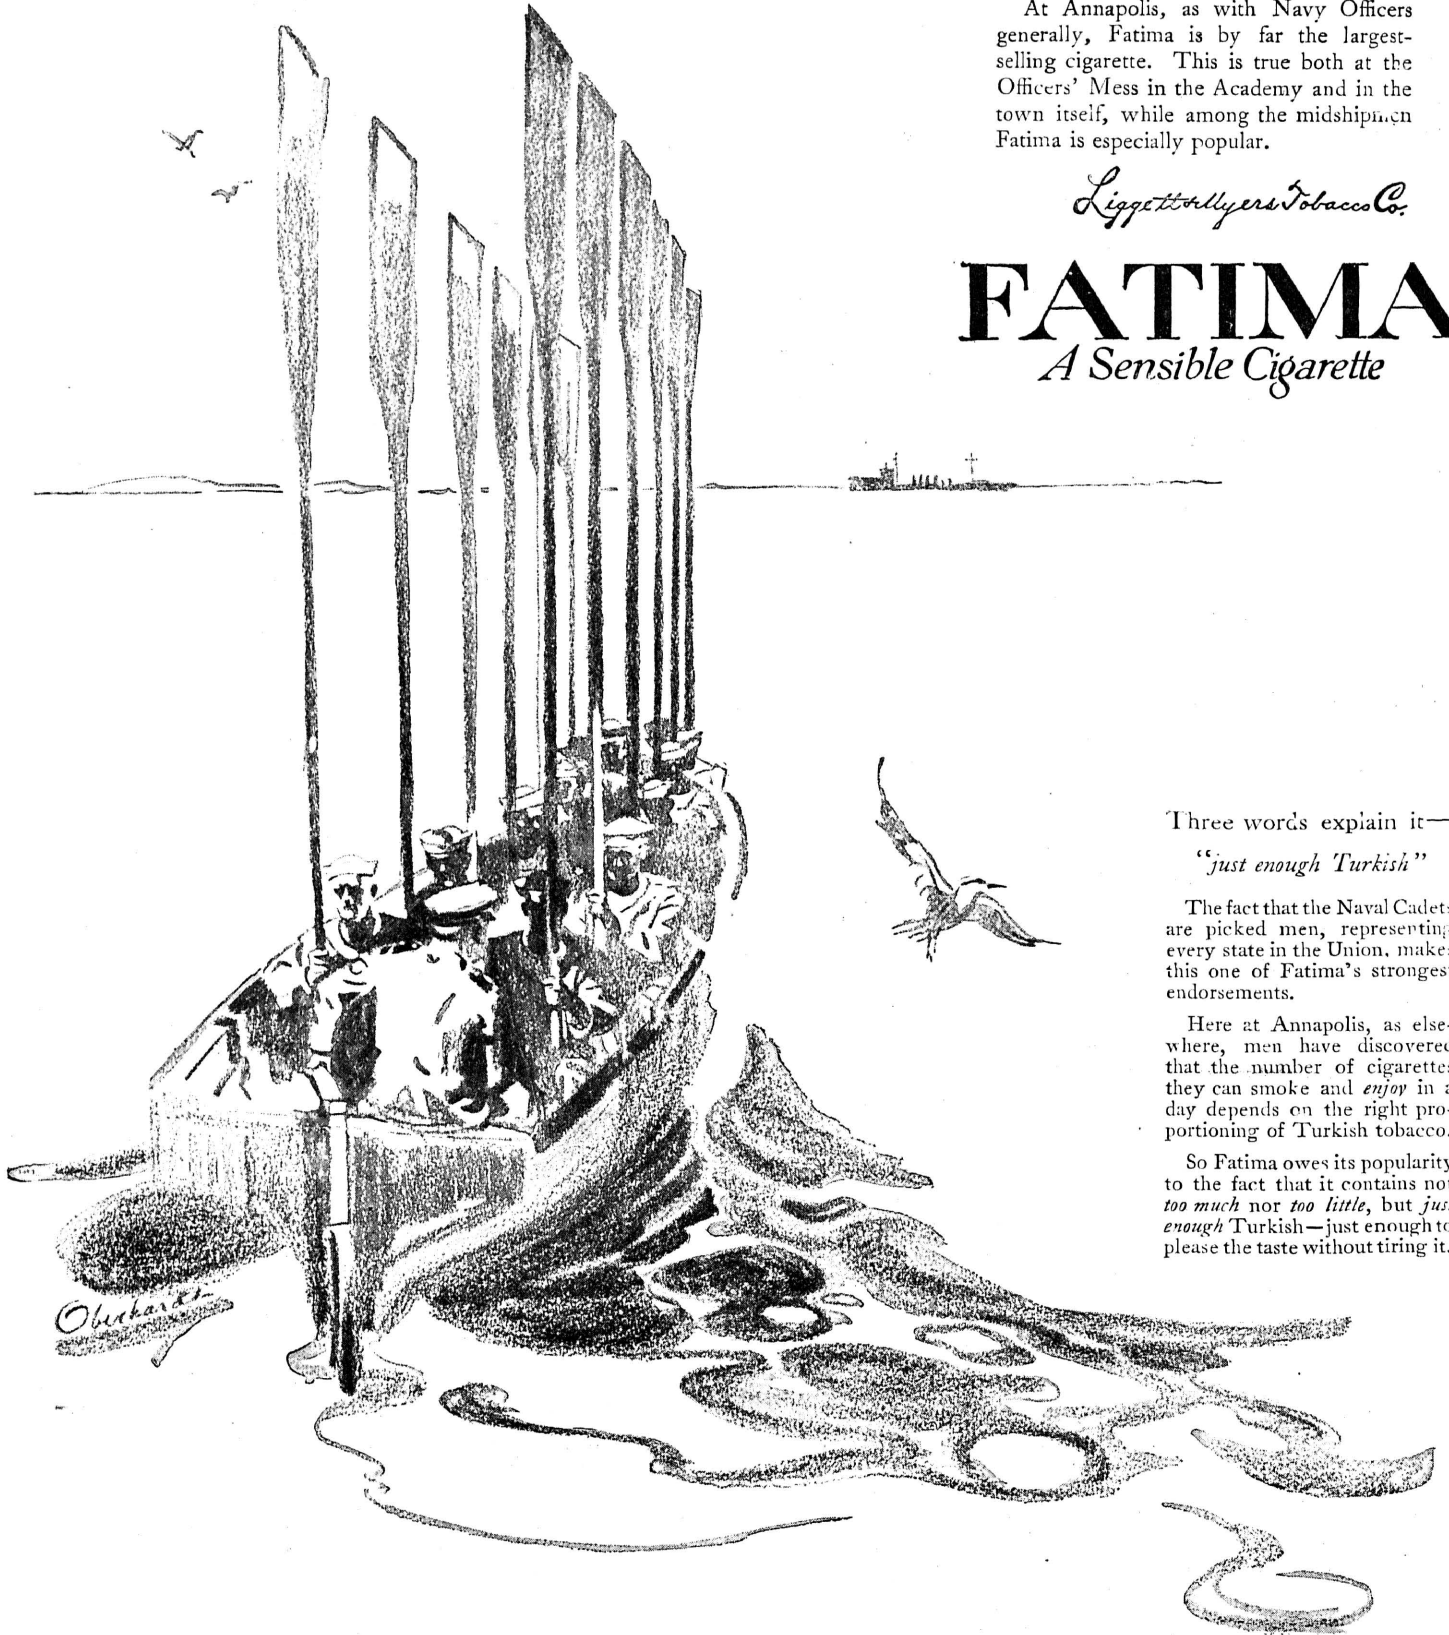 At Annapolis, as with Navy Officers
generally, Fatima is by far the largest-
selling cigarette. This is true both at the
Officers' Mess in the Academy and in the
town itself, while among the midshipmen
Fatima is especially popular.
Liggett & Myers Tobacco Co.
FATIMA
A Sensible Cigarette
Three words explain it—
"just enough Turkish"
The fact that the Naval Cadets
are picked men, representing
every state in the Union, makes
this one of Fatima's strongest
endorsements.
Here at Annapolis, as else-
where, men have discovered
that the number of cigarettes
they can smoke and enjoy in a
day depends on the right pro-
portioning of Turkish tobacco.
So Fatima owes its popularity
to the fact that it contains not
too much nor too little, but just
enough Turkish—just enough to
please the taste without tiring it.
Oberhardt